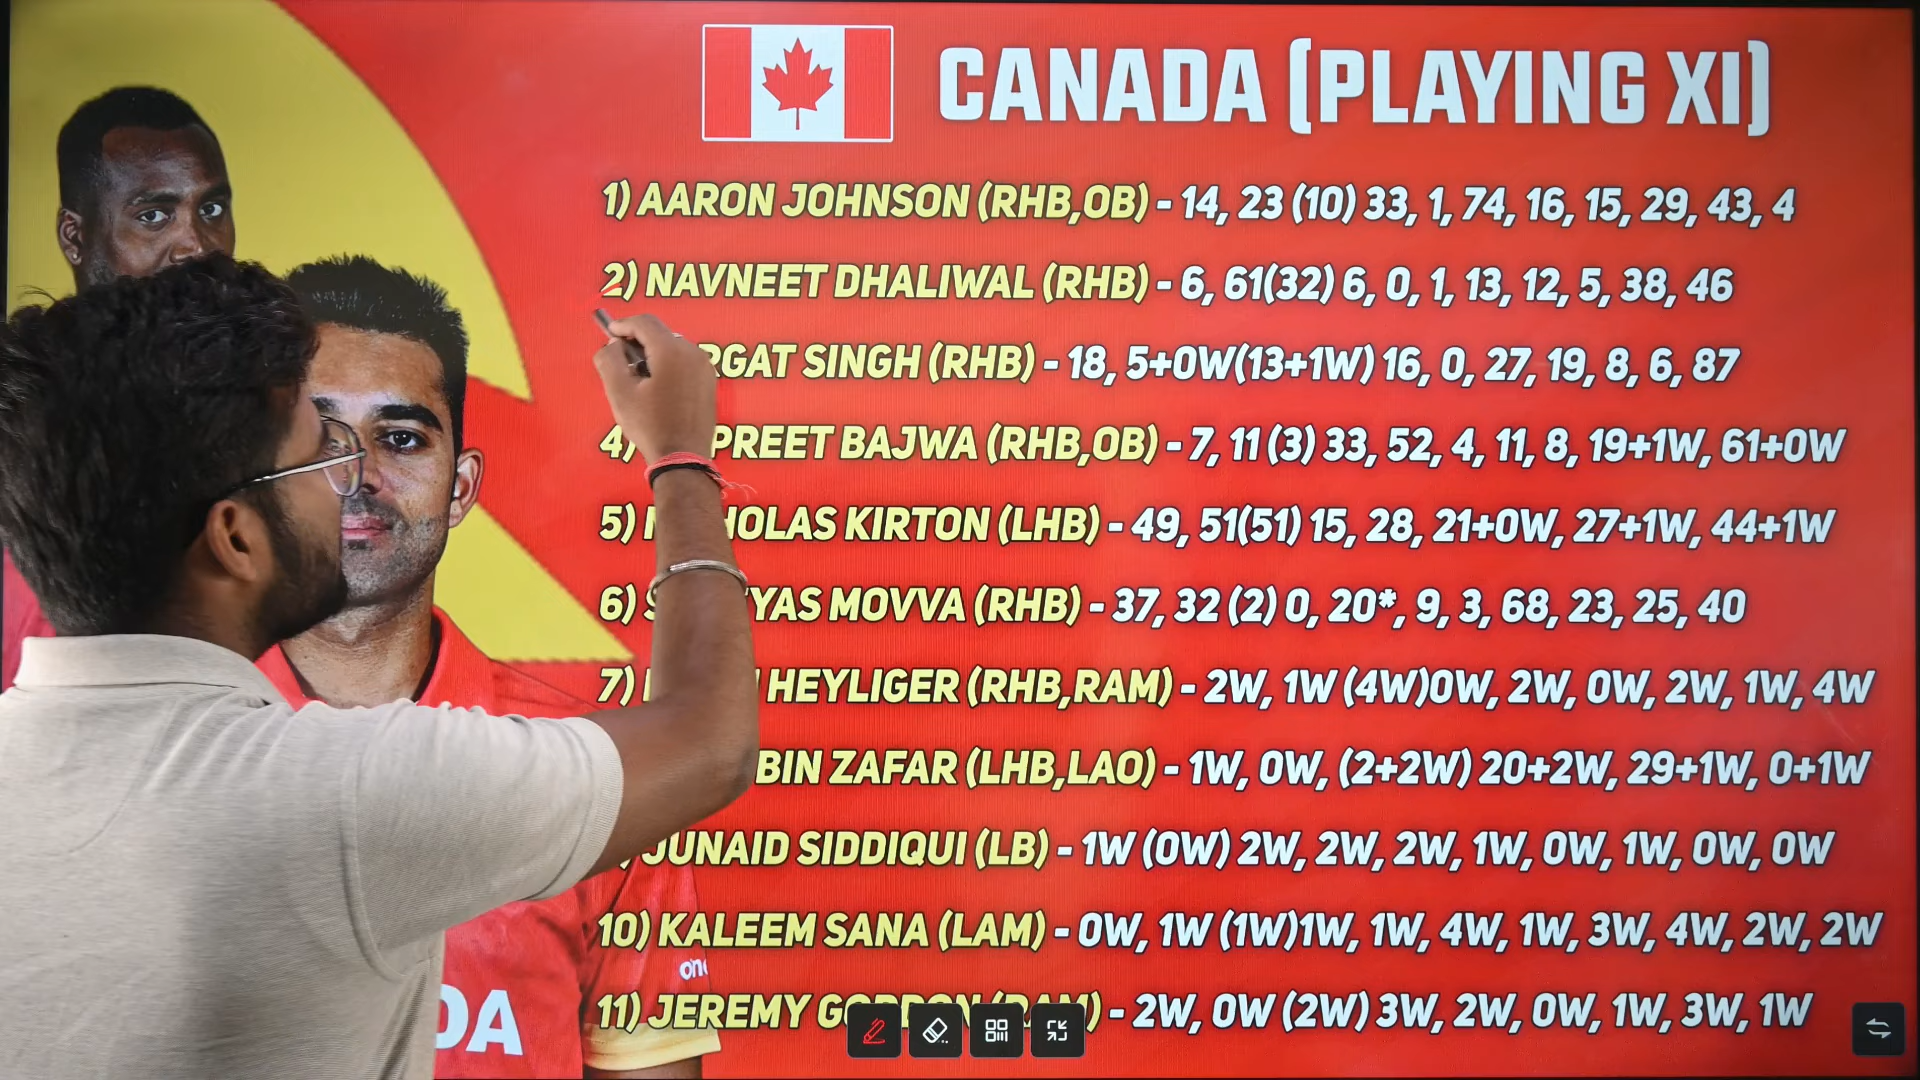 CANADA (PLAYING XI)
1) AARON JOHNSON (RHB,OB) - 14, 23 (10) 33, 1, 74, 16, 15, 29, 43, 4
2) NAVNEET DHALIWAL (RHB) - 6, 61(32) 6, 0, 1, 13, 12, 5, 38, 46
RGAT SINGH (RHB) - 18, 5+0W(13+1W) 16, 0, 27, 19, 8, 6, 87
4) PREET BAJWA (RHB,OB) - 7, 11 (3) 33, 52, 4, 11, 8, 19+1W, 61+0W
5) N HOLAS KIRTON (LHB) - 49, 51(51) 15, 28, 21+0W, 27+1W, 44+1W
6) S YAS MOVVA (RHB) - 37, 32 (2) 0, 20*, 9, 3, 68, 23, 25, 40
7) HEYLIGER (RHB,RAM) - 2W, 1W (4W)0W, 2W, 0W, 2W, 1W, 4W
BIN ZAFAR (LHB,LAO) - 1W, 0W, (2+2W) 20+2W, 29+1W, 0+1W
JUNAID SIDDIQUI (LB) - 1W (0W) 2W, 2W, 2W, 1W, 0W, 1W, 0W, 0W
10) KALEEM SANA (LAM) - 0W, 1W (1W)1W, 1W, 4W, 1W, 3W, 4W, 2W, 2W
11) JEREMY GORDON (RAM) - 2W, 0W (2W) 3W, 2W, 0W, 1W, 3W, 1W
one
DA